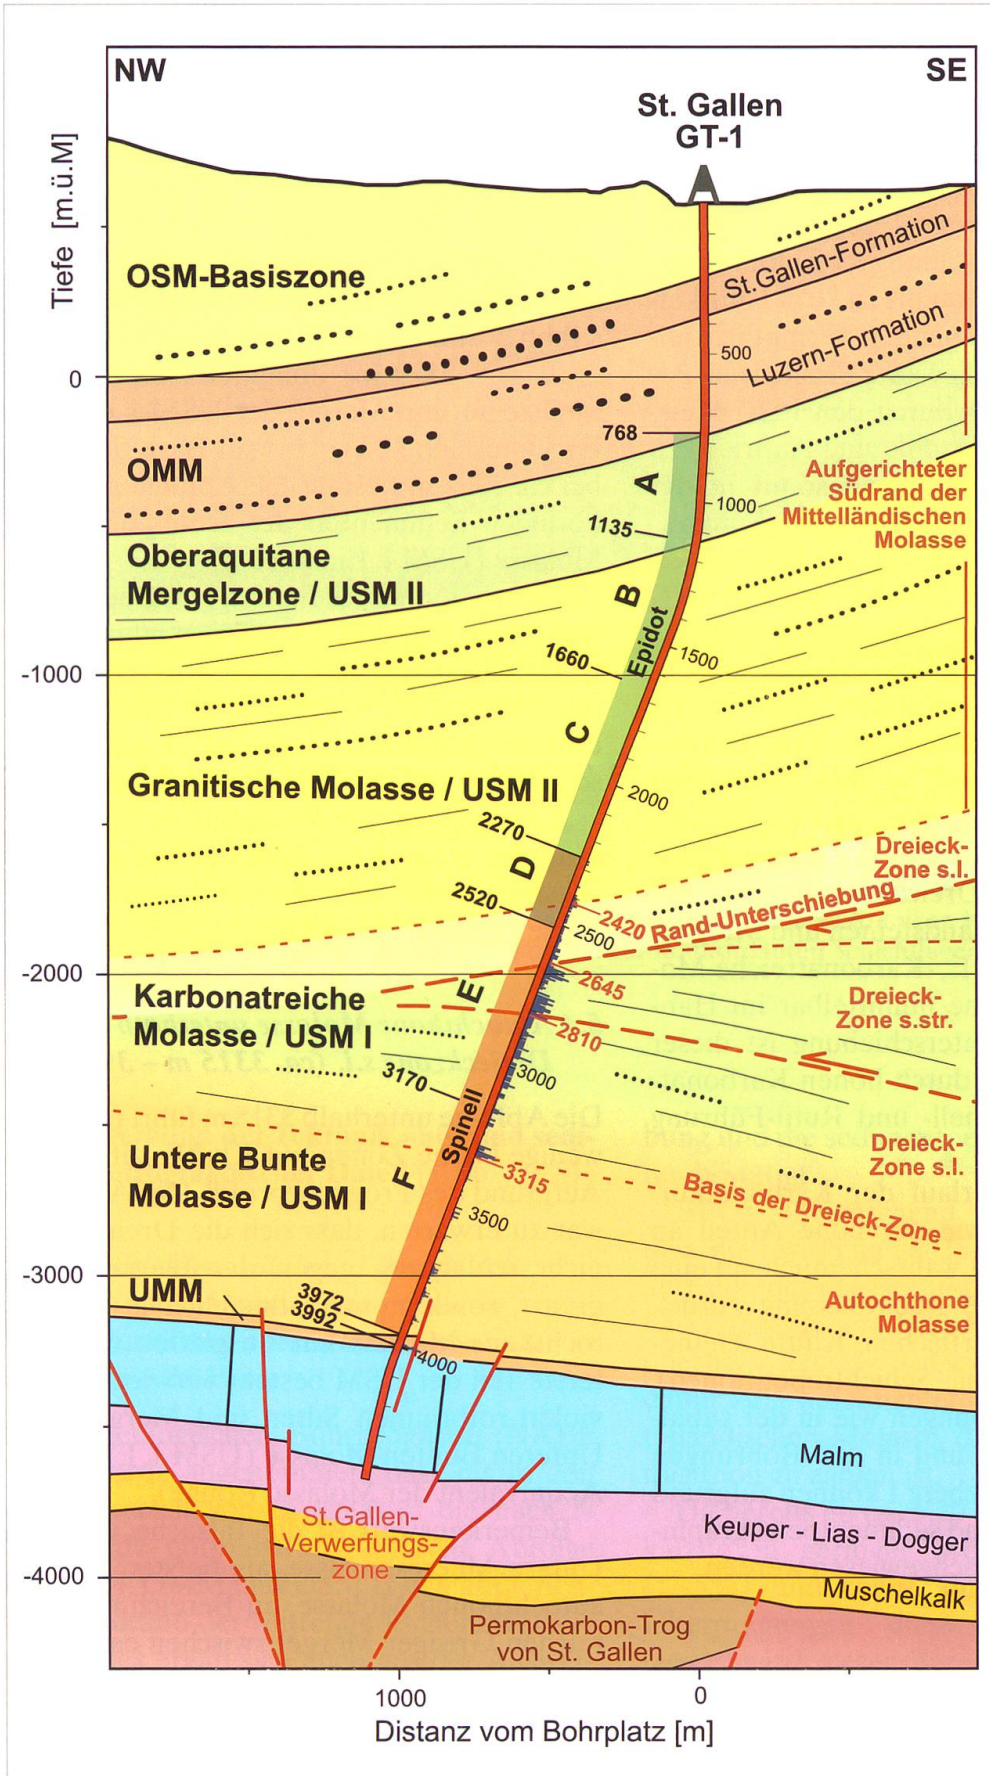 NW
SE
St. Gallen
GT-1
Tiefe [m.ü.M]
OSM-Basiszone
St.Gallen-Formation
Luzern-Formation
500
0
768
OMM
A
Aufgerichteter
Südrand der
Mittelländischen
Molasse
1000
1135
Oberaquitane
Mergelzone / USM II
B
Epidot
1500
1660
-1000
C
Granitische Molasse / USM II
2000
2270
D
Dreieck-
Zone s.l.
2520
2420
Rand-Unterschiebung
2500
-2000
2645
E
Karbonatreiche
Molasse / USM I
Dreieck-
Zone s.str.
2810
3000
3170
Spinell
Untere Bunte
Molasse / USM I
F
Dreieck-
Zone s.l.
3315
Basis der Dreieck-Zone
3500
-3000
UMM
3972
3992
Autochthone
Molasse
4000
Malm
St.Gallen-
Verwerfungs-
zone
Keuper - Lias - Dogger
-4000
Muschelkalk
Permokarbon-Trog
von St. Gallen
1000
0
Distanz vom Bohrplatz [m]